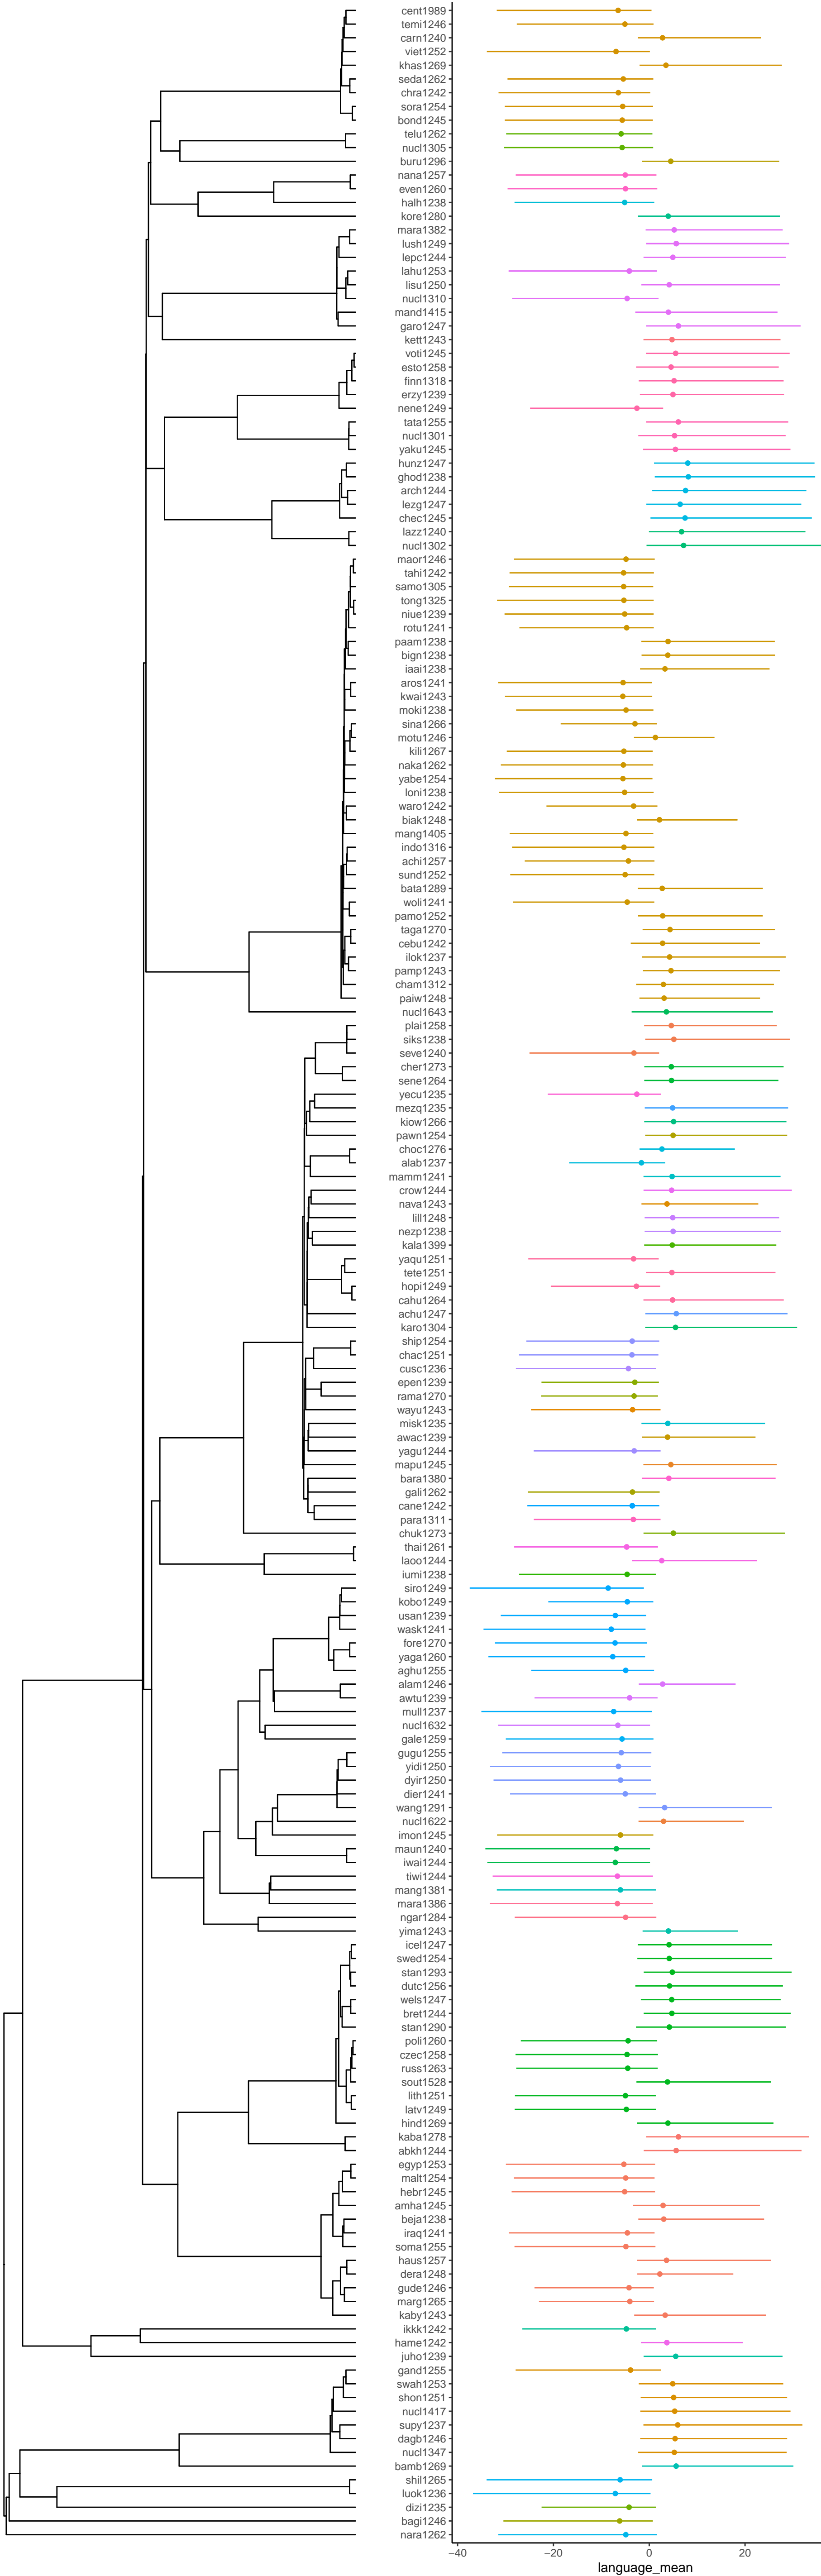 cent1989
temi1246
carn1240
viet1252
khas1269
seda1262
chra1242
sora1254
bond1245
telu1262
nucl1305
buru1296
nana1257
even1260
halh1238
kore1280
mara1382
lush1249
lepc1244
lahu1253
lisu1250
nucl1310
mand1415
garo1247
kett1243
voti1245
esto1258
finn1318
erzy1239
nene1249
tata1255
nucl1301
yaku1245
hunz1247
ghod1238
arch1244
lezg1247
chec1245
lazz1240
nucl1302
maor1246
tahi1242
samo1305
tong1325
niue1239
rotu1241
paam1238
bign1238
iaai1238
aros1241
kwai1243
moki1238
sina1266
motu1246
kili1267
naka1262
yabe1254
loni1238
waro1242
biak1248
mang1405
indo1316
achi1257
sund1252
bata1289
woli1241
pamo1252
taga1270
cebu1242
ilok1237
pamp1243
cham1312
paiw1248
nucl1643
plai1258
siks1238
seve1240
cher1273
sene1264
yecu1235
mezq1235
kiow1266
pawn1254
choc1276
alab1237
mamm1241
crow1244
nava1243
lill1248
nezp1238
kala1399
yaqu1251
tete1251
hopi1249
cahu1264
achu1247
karo1304
ship1254
chac1251
cusc1236
epen1239
rama1270
wayu1243
misk1235
awac1239
yagu1244
mapu1245
bara1380
gali1262
cane1242
para1311
chuk1273
thai1261
laoo1244
iumi1238
siro1249
kobo1249
usan1239
wask1241
fore1270
yaga1260
aghu1255
alam1246
awtu1239
mull1237
nucl1632
gale1259
gugu1255
yidi1250
dyir1250
dier1241
wang1291
nucl1622
imon1245
maun1240
iwai1244
tiwi1244
mang1381
mara1386
ngar1284
yima1243
icel1247
swed1254
stan1293
dutc1256
wels1247
bret1244
stan1290
poli1260
czec1258
russ1263
sout1528
lith1251
latv1249
hind1269
kaba1278
abkh1244
egyp1253
malt1254
hebr1245
amha1245
beja1238
iraq1241
soma1255
haus1257
dera1248
gude1246
marg1265
kaby1243
ikkk1242
hame1242
juho1239
gand1255
swah1253
shon1251
nucl1417
supy1237
dagb1246
nucl1347
bamb1269
shil1265
luok1236
dizi1235
bagi1246
nara1262
−40 −20 0 20
language_mean